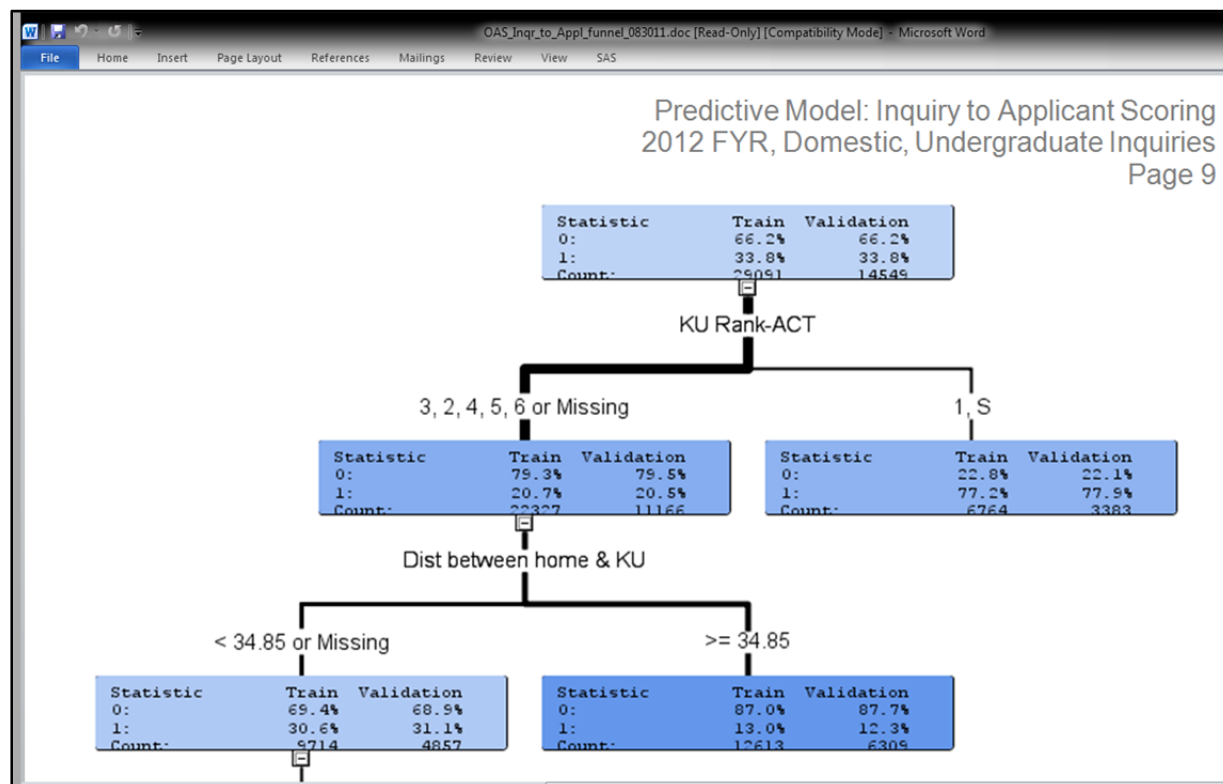 OAS_Inqr_to_Appl_funnel_083011.doc [Read-Only] [Compatibility Mode] - Microsoft Word
File Home Insert Page Layout References Mailings Review View SAS
Predictive Model: Inquiry to Applicant Scoring
2012 FYR, Domestic, Undergraduate Inquiries
Page 9
Statistic Train Validation
0: 66.2% 66.2%
1: 33.8% 33.8%
Count: 29091 14549
KU Rank-ACT
3, 2, 4, 5, 6 or Missing
1, S
Statistic Train Validation
0: 79.3% 79.5%
1: 20.7% 20.5%
Count: 22327 11166
Statistic Train Validation
0: 22.8% 22.1%
1: 77.2% 77.9%
Count: 6764 3383
Dist between home & KU
< 34.85 or Missing
>= 34.85
Statistic Train Validation
0: 69.4% 68.9%
1: 30.6% 31.1%
Count: 9714 4857
Statistic Train Validation
0: 87.0% 87.7%
1: 13.0% 12.3%
Count: 12613 6309